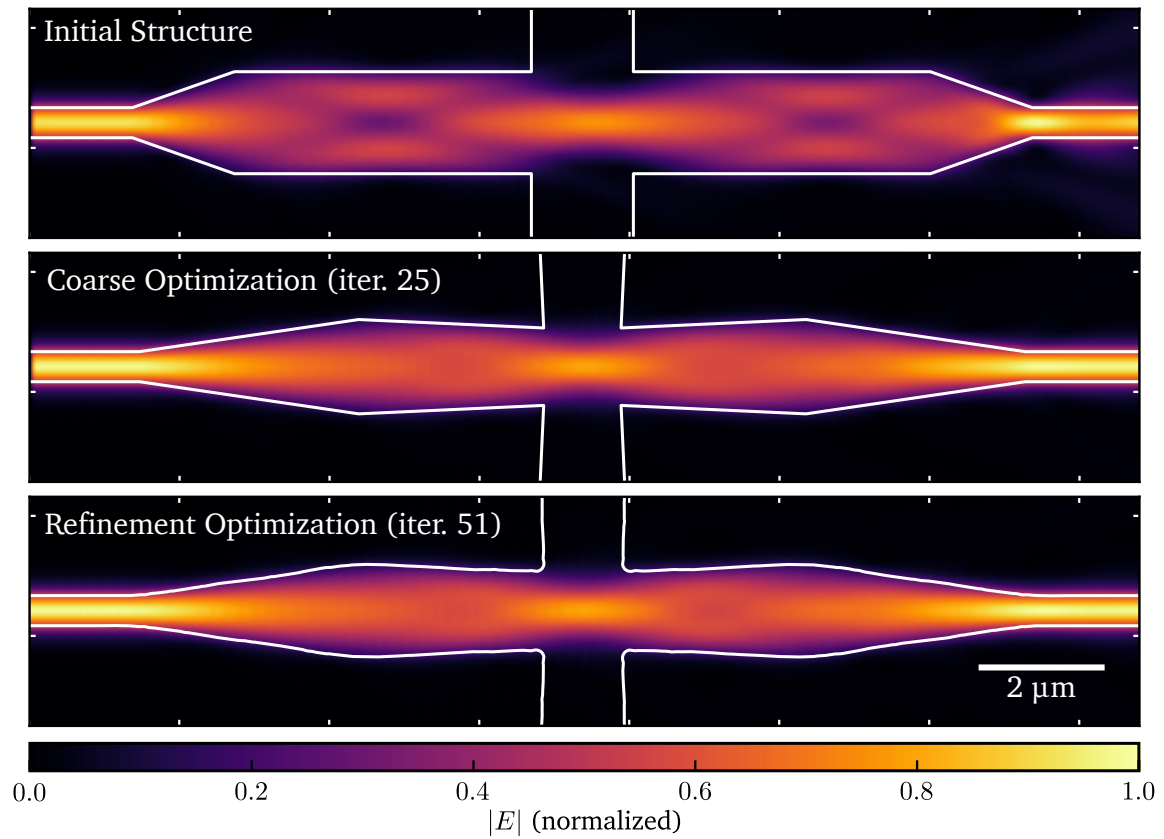 Initial Structure
Coarse Optimization (iter. 25)
Refinement Optimization (iter. 51)
2 μm
0.0 0.2 0.4 0.6 0.8 1.0
|E| (normalized)